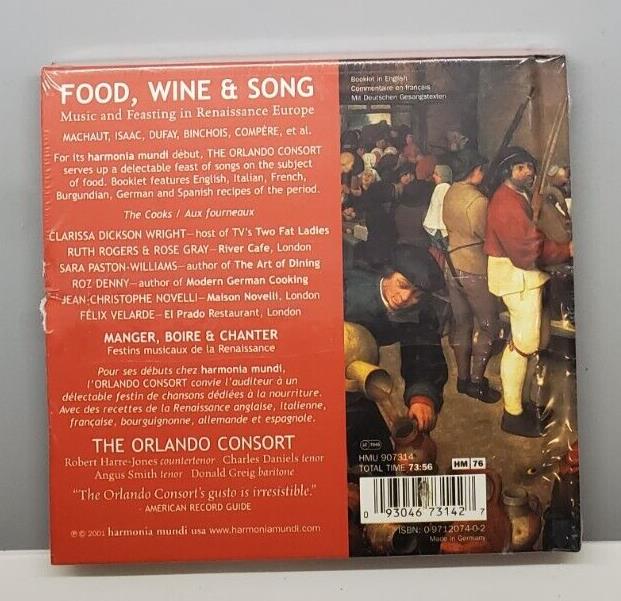 FOOD, WINE & SONG
Music and Feasting in Renaissance Europe
MACHAUT, ISAAC, DUFAY, BINCHOIS, COMPÈRE, et al.
For its harmonia mundi début, THE ORLANDO CONSORT
serves up a delectable feast of songs on the subject
of food. Booklet features English, Italian, French,
Burgundian, German and Spanish recipes of the period.
The Cooks / Aux fourneaux
CLARISSA DICKSON WRIGHT—host of TV's Two Fat Ladies
RUTH ROGERS & ROSE GRAY—River Cafe, London
SARA PASTON-WILLIAMS—author of The Art of Dining
ROZ DENNY—author of Modern German Cooking
JEAN-CHRISTOPHE NOVELLI—Maison Novelli, London
FÉLIX VELARDE—El Prado Restaurant, London
MANGER, BOIRE & CHANTER
Festins musicaux de la Renaissance
Pour ses débuts chez harmonia mundi,
l'ORLANDO CONSORT convie l'auditeur à un
délectable festin de chansons dédiées à la nourriture.
Avec des recettes de la Renaissance anglaise, italienne,
française, bourguignonne, allemande et espagnole.
THE ORLANDO CONSORT
Robert Harre-Jones countertenor Charles Daniels tenor
Angus Smith tenor Donald Greig baritone
"The Orlando Consort's gusto is irresistible."
- AMERICAN RECORD GUIDE
℗ © 2001 harmonia mundi usa www.harmoniamundi.com
Booklet in English
Commentaire en français
Mit Deutschen Gesangstexten
HMU 907314
TOTAL TIME 73:56
HM 76
0 93046 73142 7
ISBN: 0-9712074-0-2
Made in Germany